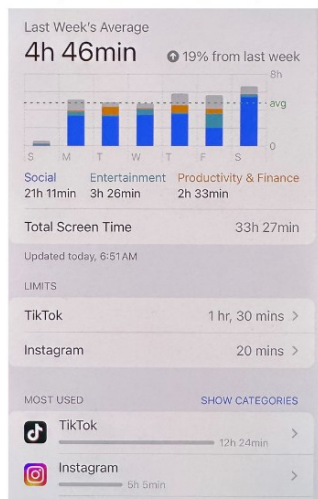 Last Week's Average
4h 46min
19% from last week
8h
avg
0
S M T W T F S
Social Entertainment Productivity & Finance
21h 11min 3h 26min 2h 33min
Total Screen Time 33h 27min
Updated today, 6:51 AM
LIMITS
TikTok 1 hr, 30 mins >
Instagram 20 mins >
MOST USED SHOW CATEGORIES
TikTok
12h 24min
Instagram
5h 5min